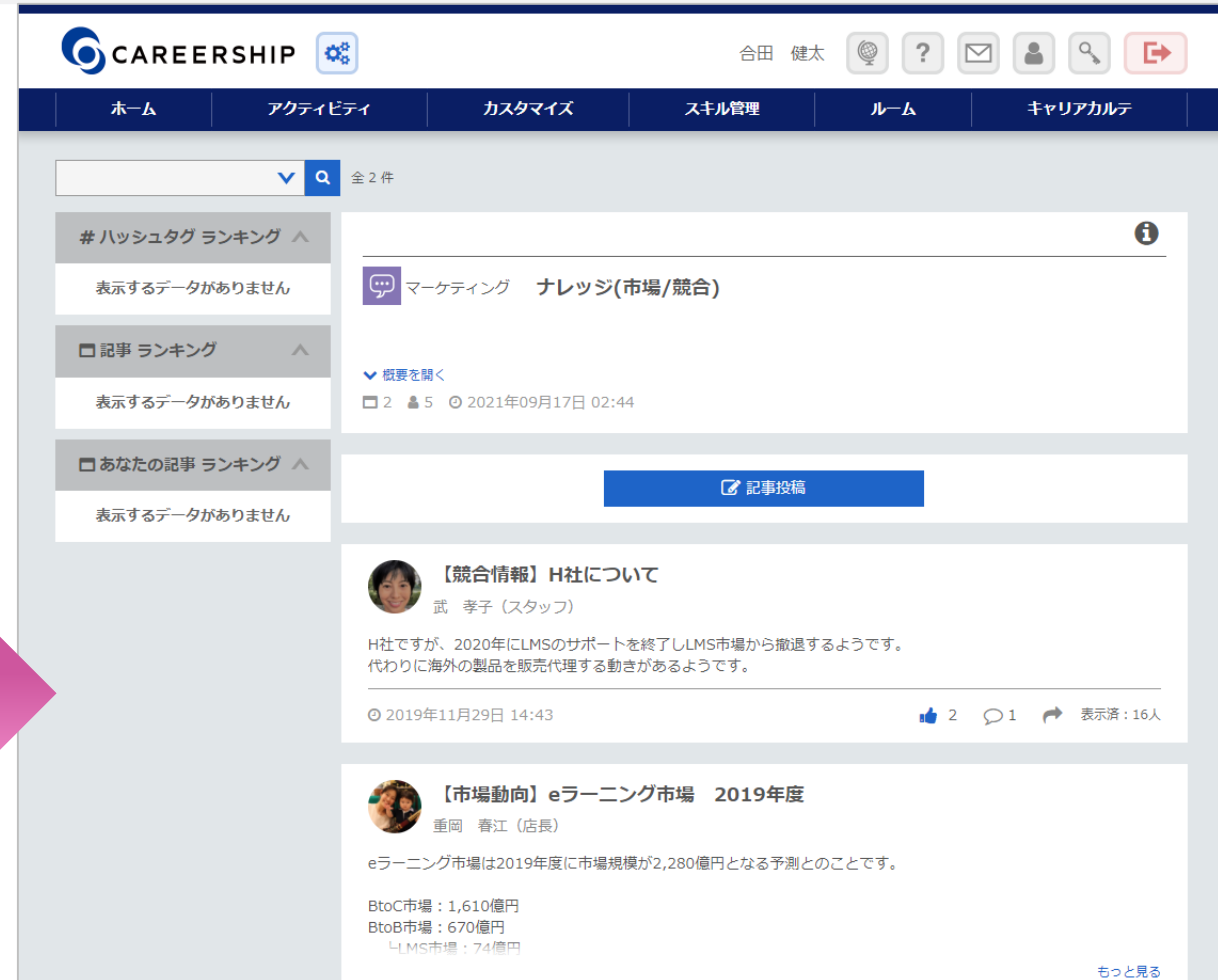 CAREERSHIP
合田　健太
?
ホーム
アクティビティ
カスタマイズ
スキル管理
ルーム
キャリアカルテ
全 2 件
# ハッシュタグ ランキング
表示するデータがありません
記事 ランキング
表示するデータがありません
あなたの記事 ランキング
表示するデータがありません
マーケティング　ナレッジ(市場/競合)
概要を開く
2 5 2021年09月17日 02:44
記事投稿
【競合情報】H社について
武　孝子（スタッフ）
H社ですが、2020年にLMSのサポートを終了しLMS市場から撤退するようです。
代わりに海外の製品を販売代理する動きがあるようです。
2019年11月29日 14:43
2 1 表示済：16人
【市場動向】eラーニング市場　2019年度
重岡　春江（店長）
eラーニング市場は2019年度に市場規模が2,280億円となる予測とのことです。
BtoC市場：1,610億円
BtoB市場：670億円
└LMS市場：74億円
もっと見る